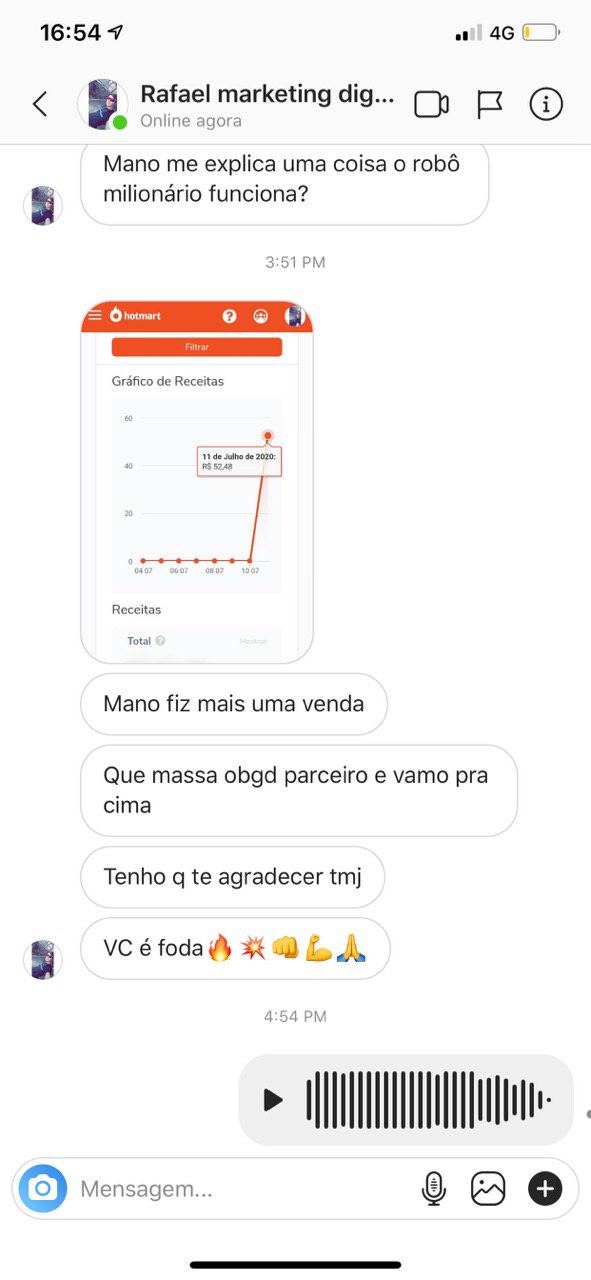 16:54
4G
Rafael marketing dig...
Online agora
Mano me explica uma coisa o robô
milionário funciona?
3:51 PM
hotmart
?
Filtrar
Gráfico de Receitas
60
11 de Julho de 2020:
R$ 52,48
40
20
0
04 07 06 07 08 07 10 07
Receitas
Total ?
Mostrar
Mano fiz mais uma venda
Que massa obgd parceiro e vamo pra
cima
Tenho q te agradecer tmj
VC é foda🔥💥👊💪🙏
4:54 PM
Mensagem...